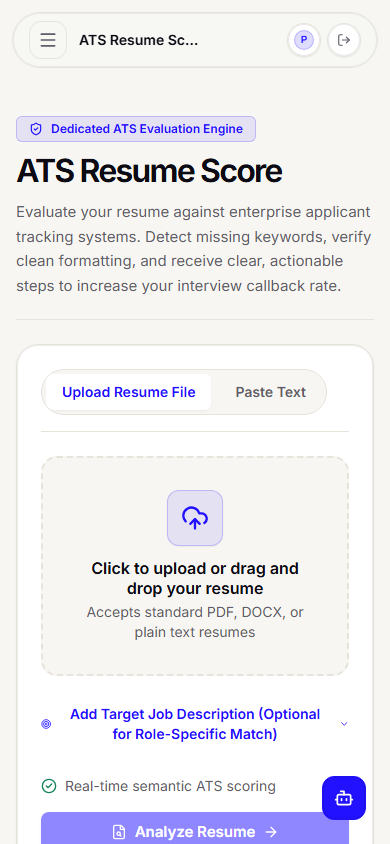 ATS Resume Sc...
P
Dedicated ATS Evaluation Engine
ATS Resume Score
Evaluate your resume against enterprise applicant
tracking systems. Detect missing keywords, verify
clean formatting, and receive clear, actionable
steps to increase your interview callback rate.
Upload Resume File
Paste Text
Click to upload or drag and
drop your resume
Accepts standard PDF, DOCX, or
plain text resumes
Add Target Job Description (Optional
for Role-Specific Match)
Real-time semantic ATS scoring
Analyze Resume